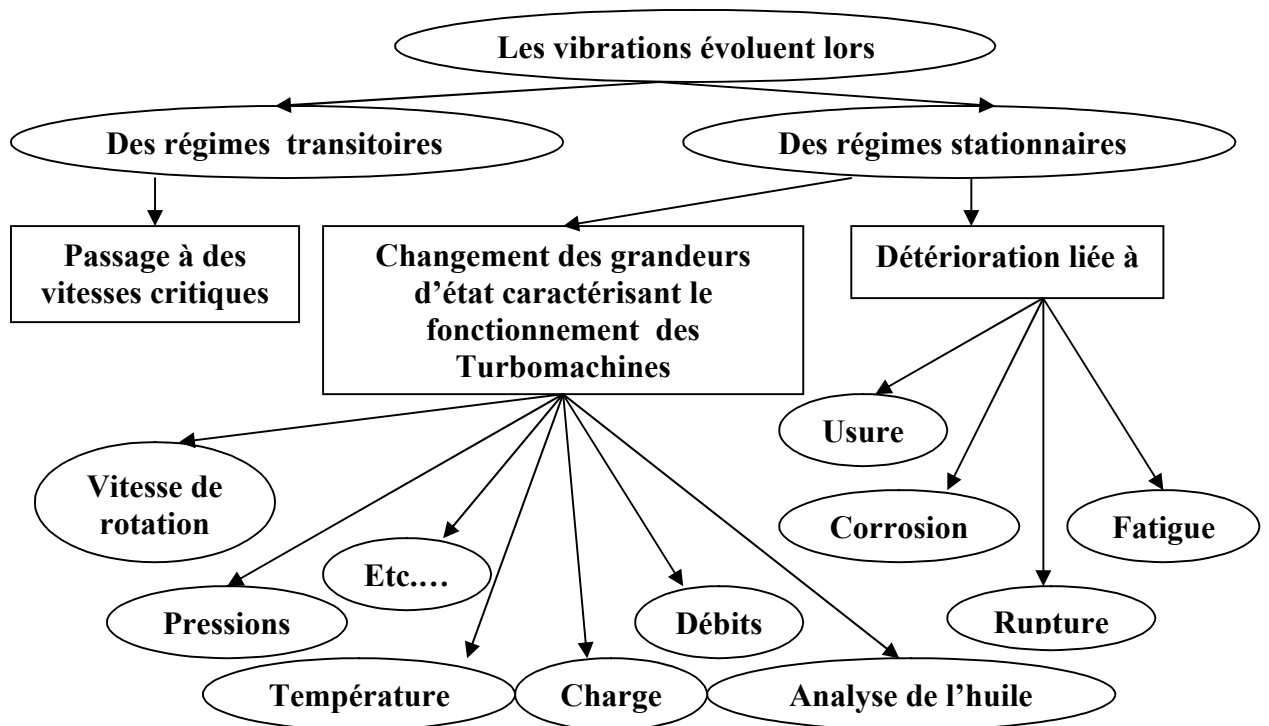 Les vibrations évoluent lors
Des régimes transitoires
Des régimes stationnaires
Passage à des
vitesses critiques
Changement des grandeurs
d’état caractérisant le
fonctionnement des
Turbomachines
Détérioration liée à
Usure
Vitesse de
rotation
Corrosion
Fatigue
Etc.…
Pressions
Débits
Rupture
Température
Charge
Analyse de l’huile